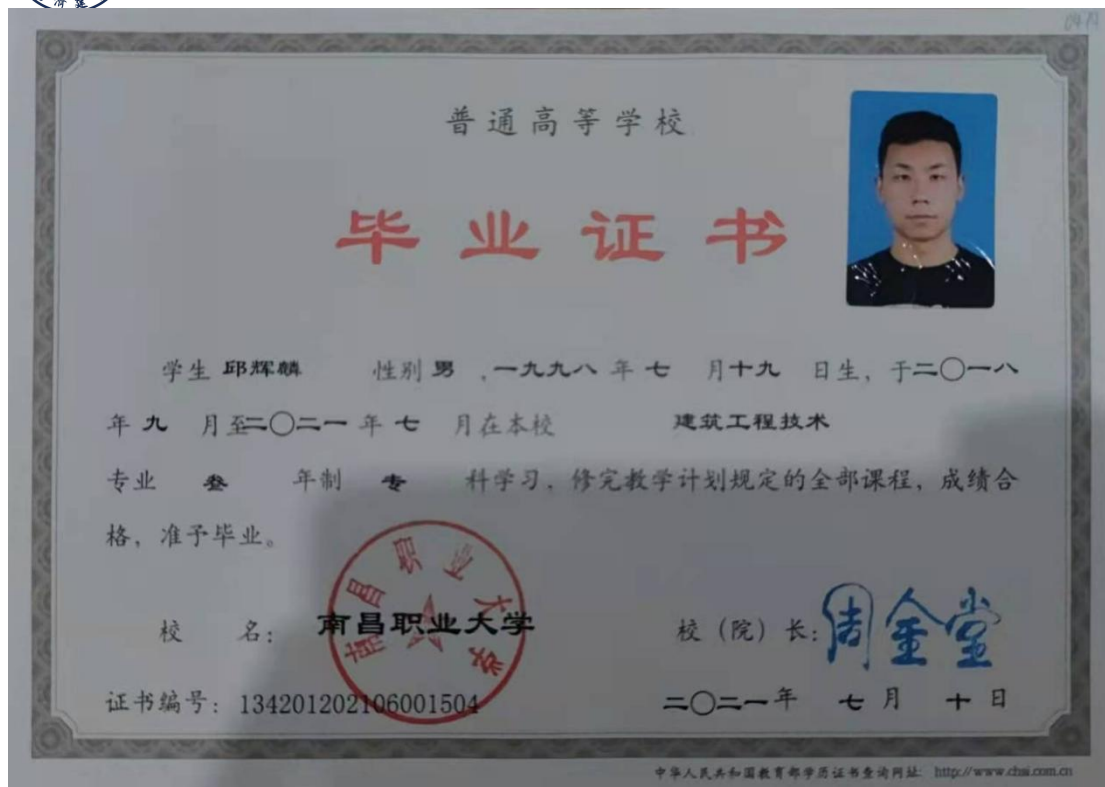 普通高等学校
毕业证书
学生 邱辉麟 性别 男 ,一九九八 年 七 月十九 日生, 于二〇一八
年 九 月至二〇二一 年 七 月在本校 建筑工程技术
专业 叁 年制 专 科学习, 修完教学计划规定的全部课程, 成绩合
格, 准予毕业。
南昌职业大学
校 名: 南昌职业大学 校(院)长: 周金堂
证书编号: 134201202106001504 二〇二一年 七月 十日
中华人民共和国教育部学历证书查询网址: http://www.chsi.com.cn